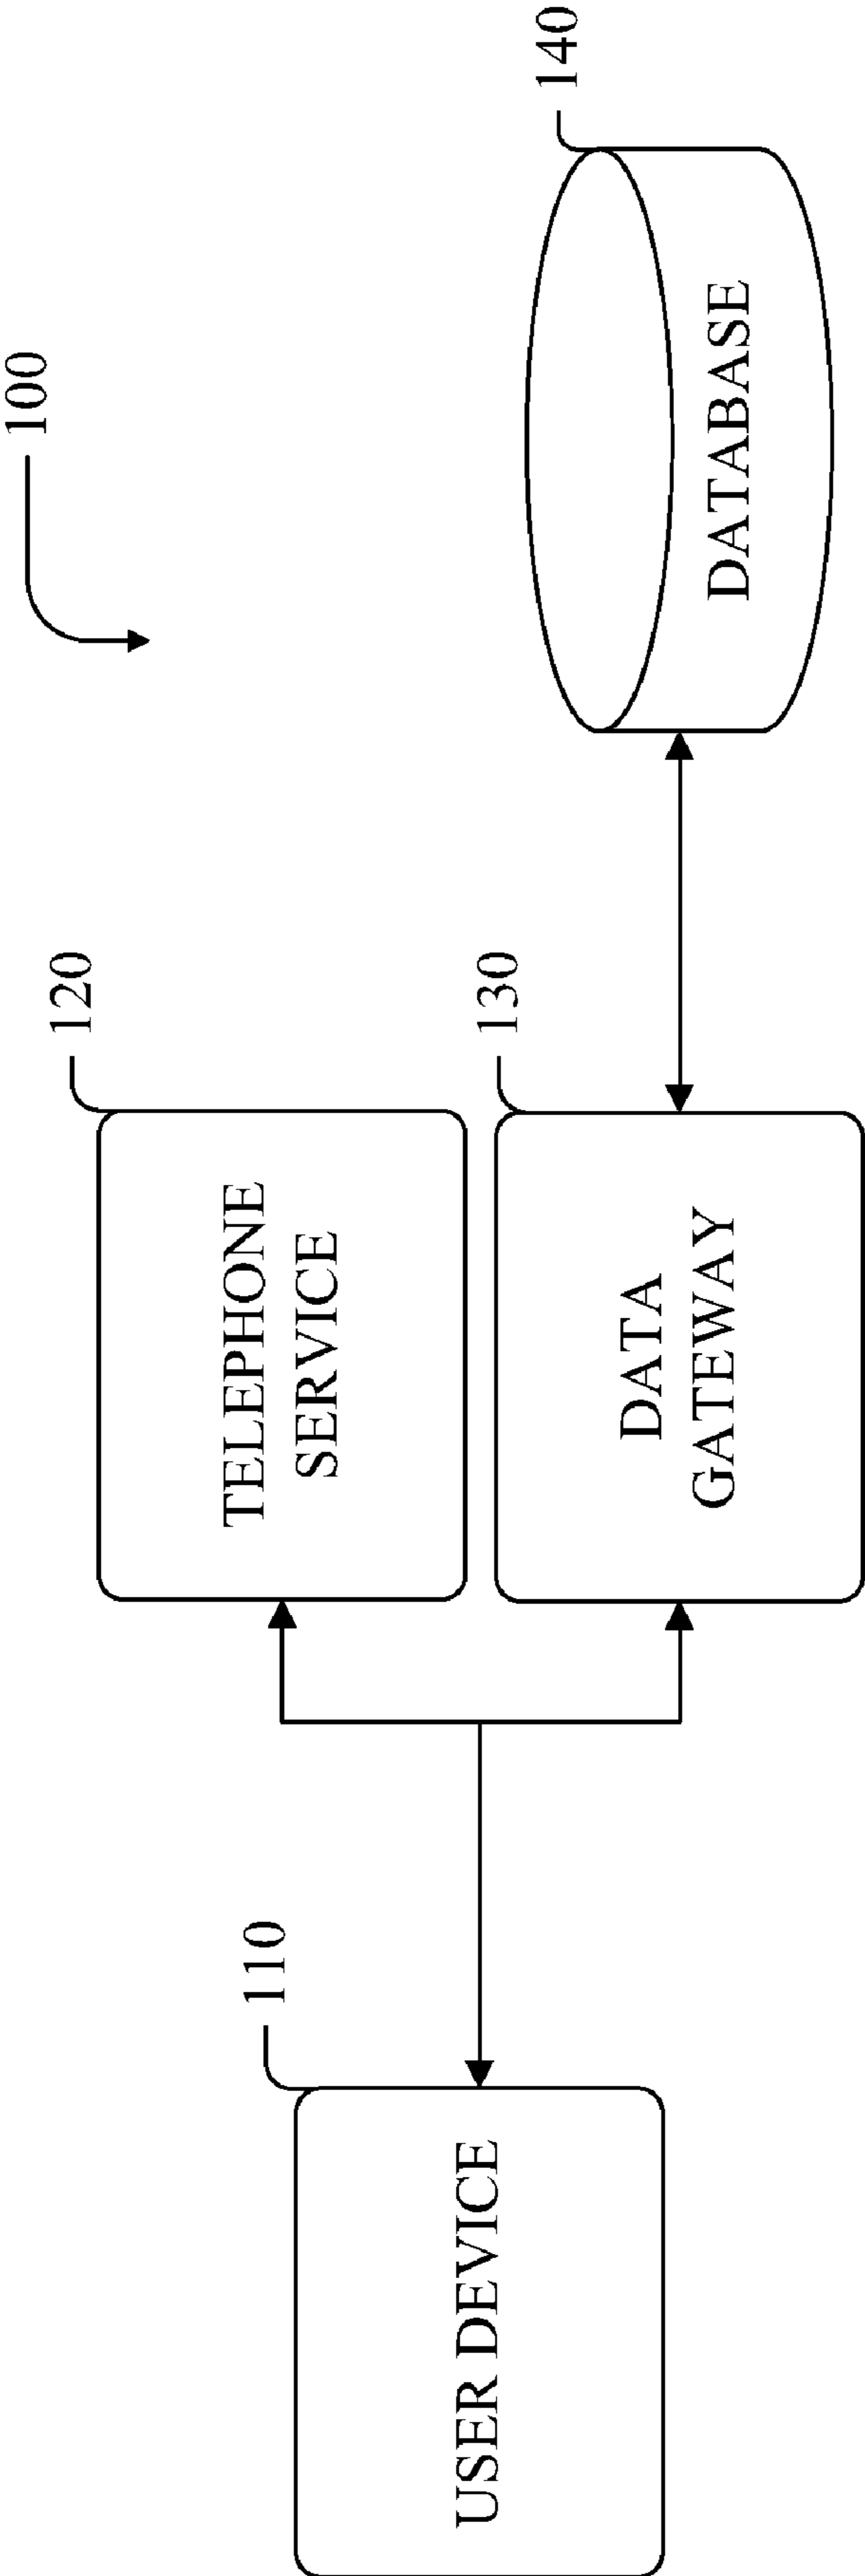 100
110
USER DEVICE
120
TELEPHONE
SERVICE
130
DATA
GATEWAY
140
DATABASE